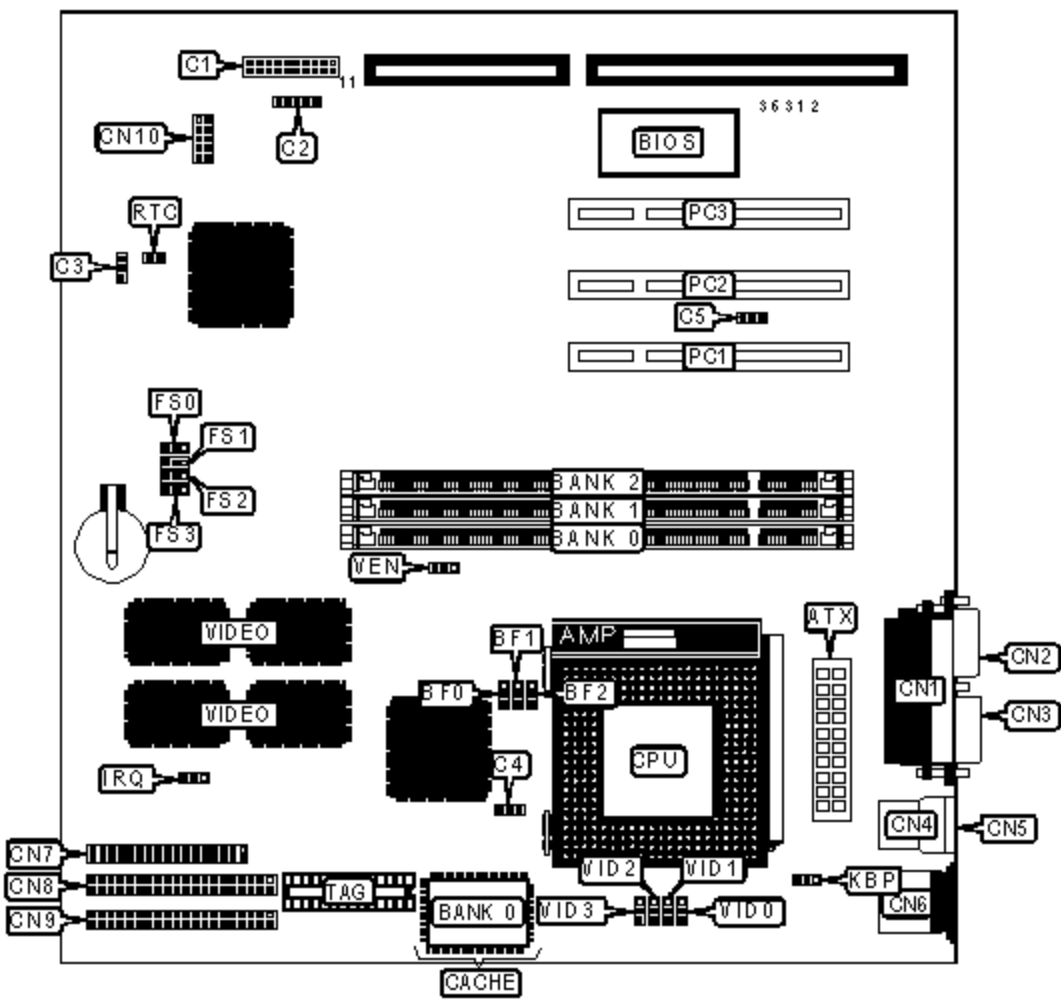 C1
11
36312
CN10
C2
BIOS
RTC
PC3
C3
PC2
C5
PC1
FS0
FS1
FS2
FS3
BANK 2
BANK 1
BANK 0
VEN
VIDEO
BF1
AMP
ATX
CN2
BF0
BF2
CN1
VIDEO
CN3
CPU
IRQ
C4
CN4
CN5
CN7
VID2
VID1
CN8
TAG
KBP
CN6
CN9
BANK 0
VID3
VID0
CACHE